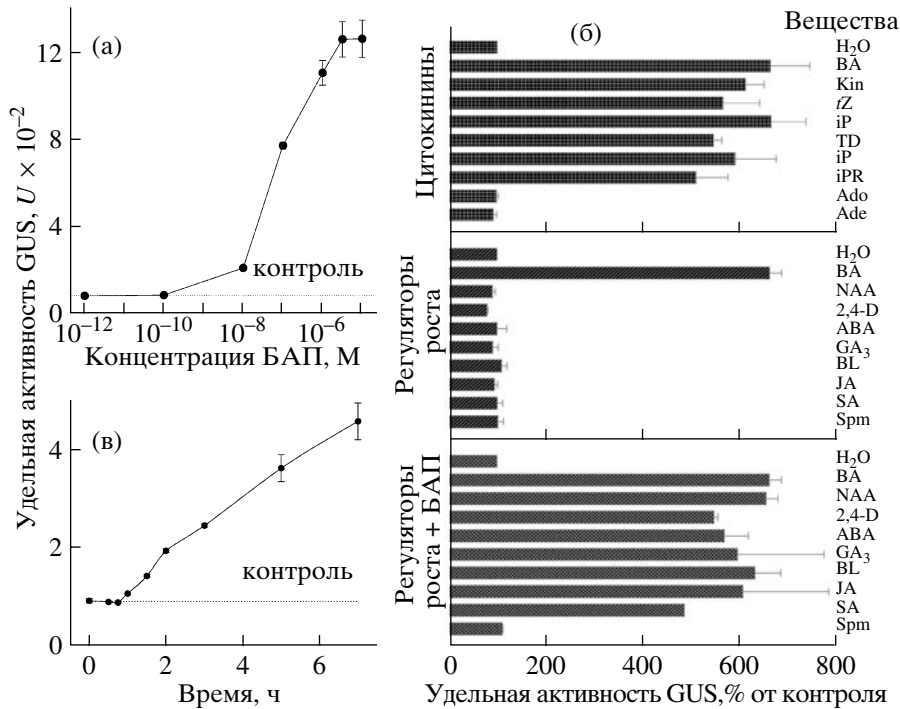 (а)
Удельная активность GUS, U × 10⁻²
12
8
4
0
контроль
10⁻¹² 10⁻¹⁰ 10⁻⁸ 10⁻⁶
Концентрация БАП, М
(в)
4
2
0
контроль
0 2 4 6
Время, ч
(б)
Вещества
Цитокинины
H₂O
BA
Kin
tZ
iP
TD
iP
iPR
Ado
Ade
Регуляторы
роста
H₂O
BA
NAA
2,4-D
ABA
GA₃
BL
JA
SA
Spm
Регуляторы
роста + БАП
H₂O
BA
NAA
2,4-D
ABA
GA₃
BL
JA
SA
Spm
0 200 400 600 800
Удельная активность GUS,% от контроля